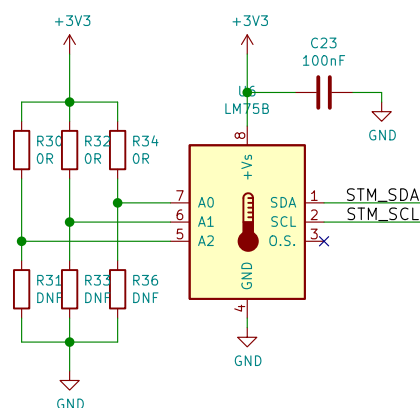 +3V3
+3V3
C23
100nF
GND
U6
LM75B
R30
0R
R32
0R
R34
0R
8
+Vs
7
A0
6
A1
5
A2
SDA
1
STM_SDA
SCL
2
STM_SCL
O.S.
3
GND
4
R31
DNF
R33
DNF
R36
DNF
GND
GND